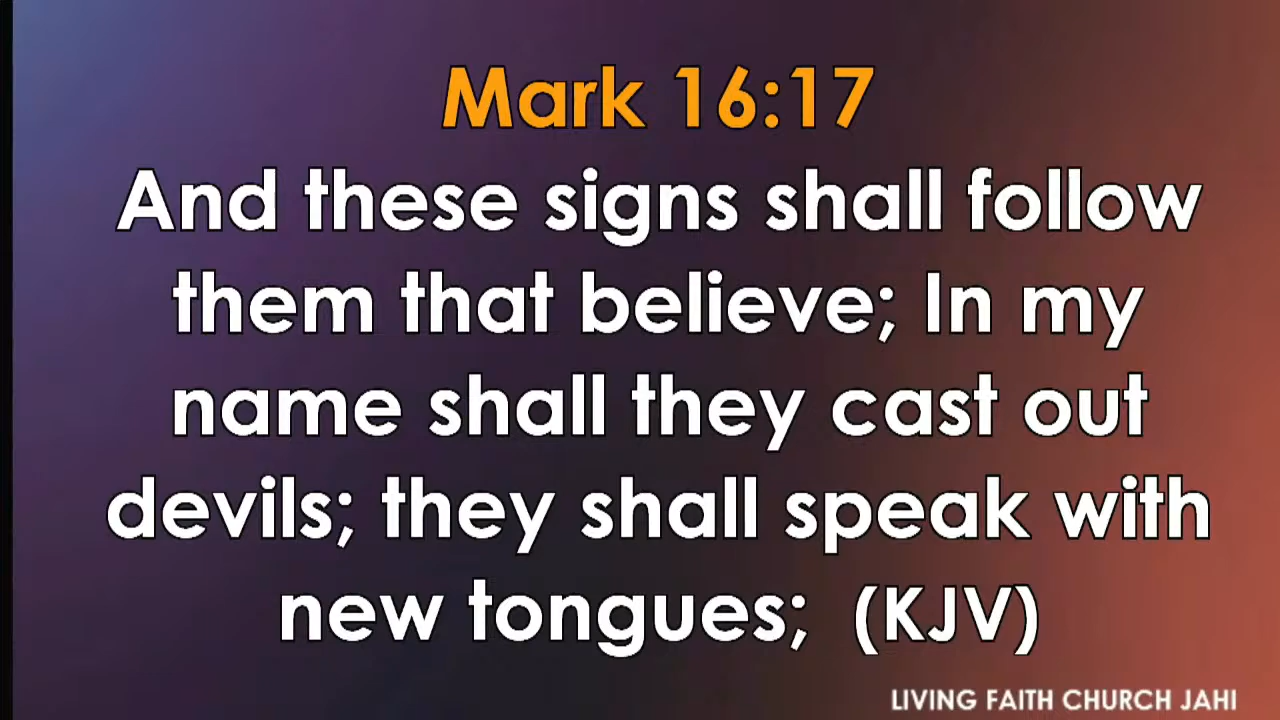 Mark 16:17
And these signs shall follow
them that believe; In my
name shall they cast out
devils; they shall speak with
new tongues;  (KJV)
LIVING FAITH CHURCH JAHI